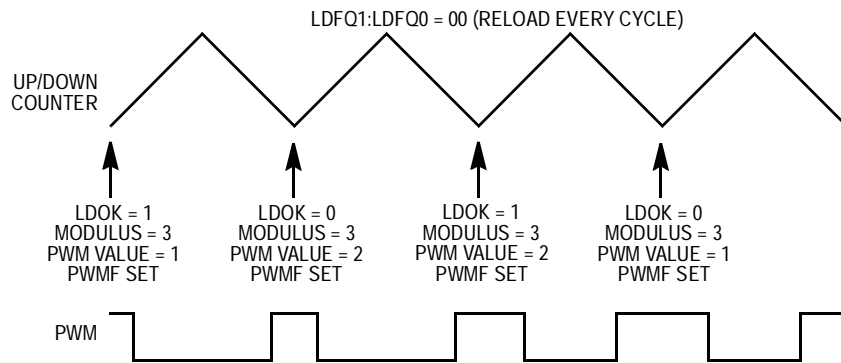 LDFQ1:LDFQ0 = 00 (RELOAD EVERY CYCLE)
UP/DOWN
COUNTER
LDOK = 1
MODULUS = 3
PWM VALUE = 1
PWMF SET
LDOK = 0
MODULUS = 3
PWM VALUE = 2
PWMF SET
LDOK = 1
MODULUS = 3
PWM VALUE = 2
PWMF SET
LDOK = 0
MODULUS = 3
PWM VALUE = 1
PWMF SET
PWM